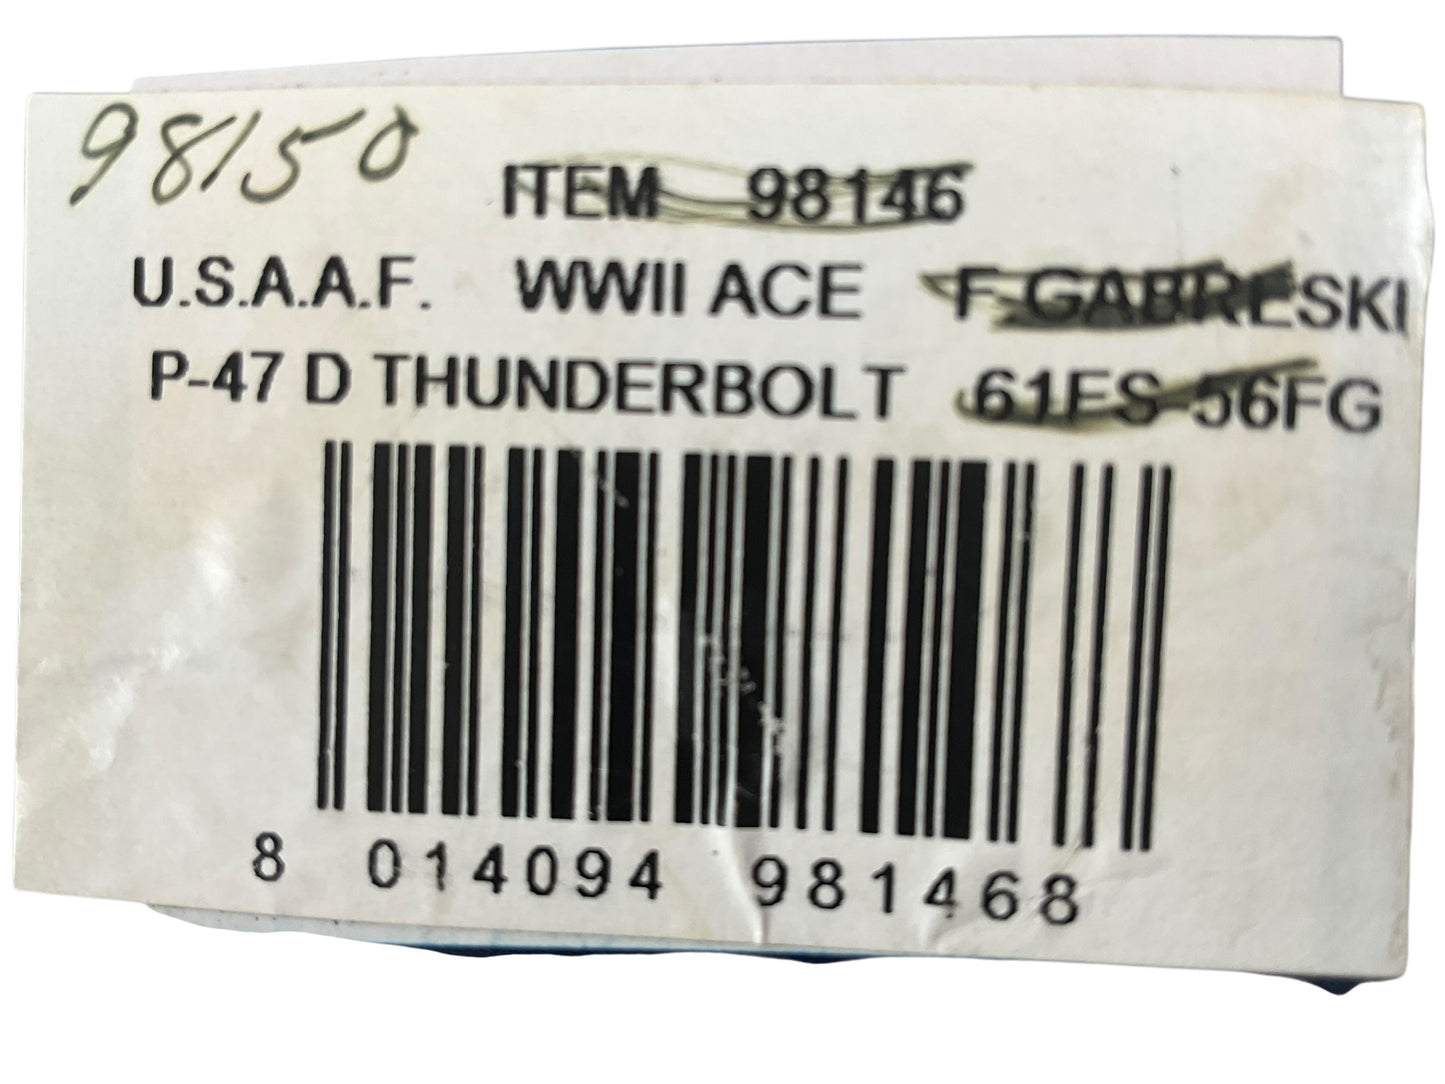 98150
ITEM 98146
U.S.A.A.F. WWII ACE F.GABRESKI
P-47 D THUNDERBOLT 61FS-56FG
8 014094 981468